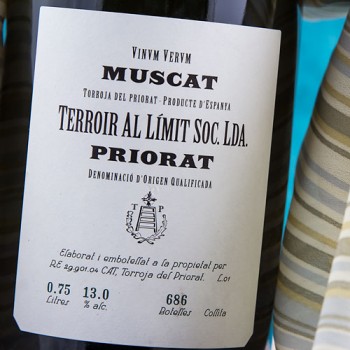 VINVM VERVM
MUSCAT
TORROJA DEL PRIORAT · PRODUCTE D'ESPANYA
TERROIR AL LÍMIT SOC. LDA.
PRIORAT
DENOMINACIÓ D'ORIGEN QUALIFICADA
T P
Elaborat i embotellat a la propietat per
RE 29.901.04 CAT, Torroja del Priorat. L01
0.75 13.0 686
Litres % alc. Botelles Collita